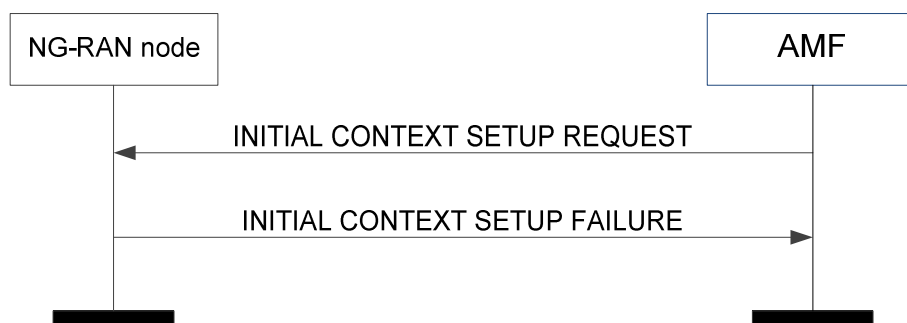 NG-RAN node
AMF
INITIAL CONTEXT SETUP REQUEST
INITIAL CONTEXT SETUP FAILURE